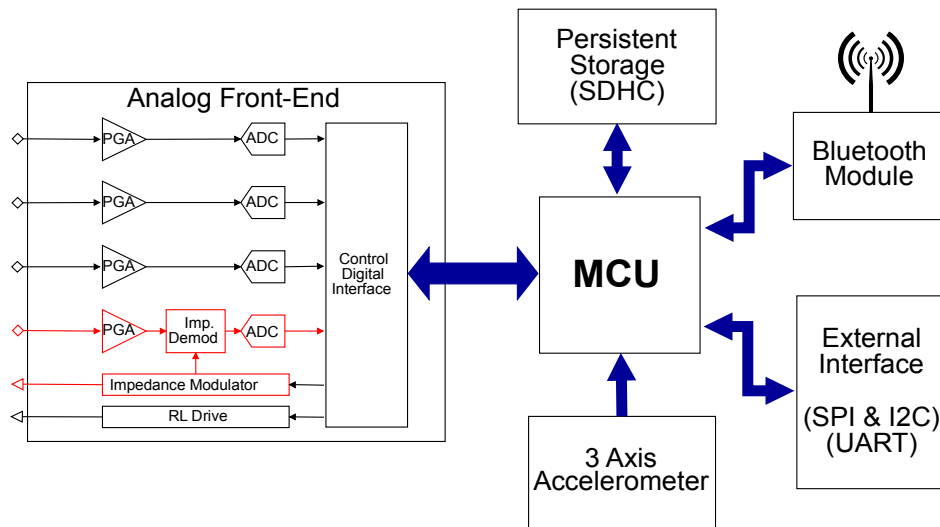 Analog Front-End
PGA
ADC
PGA
ADC
PGA
ADC
PGA
Imp.
Demod
ADC
Impedance Modulator
RL Drive
Control
Digital
Interface
Persistent
Storage
(SDHC)
MCU
Bluetooth
Module
External
Interface
(SPI & I2C)
(UART)
3 Axis
Accelerometer